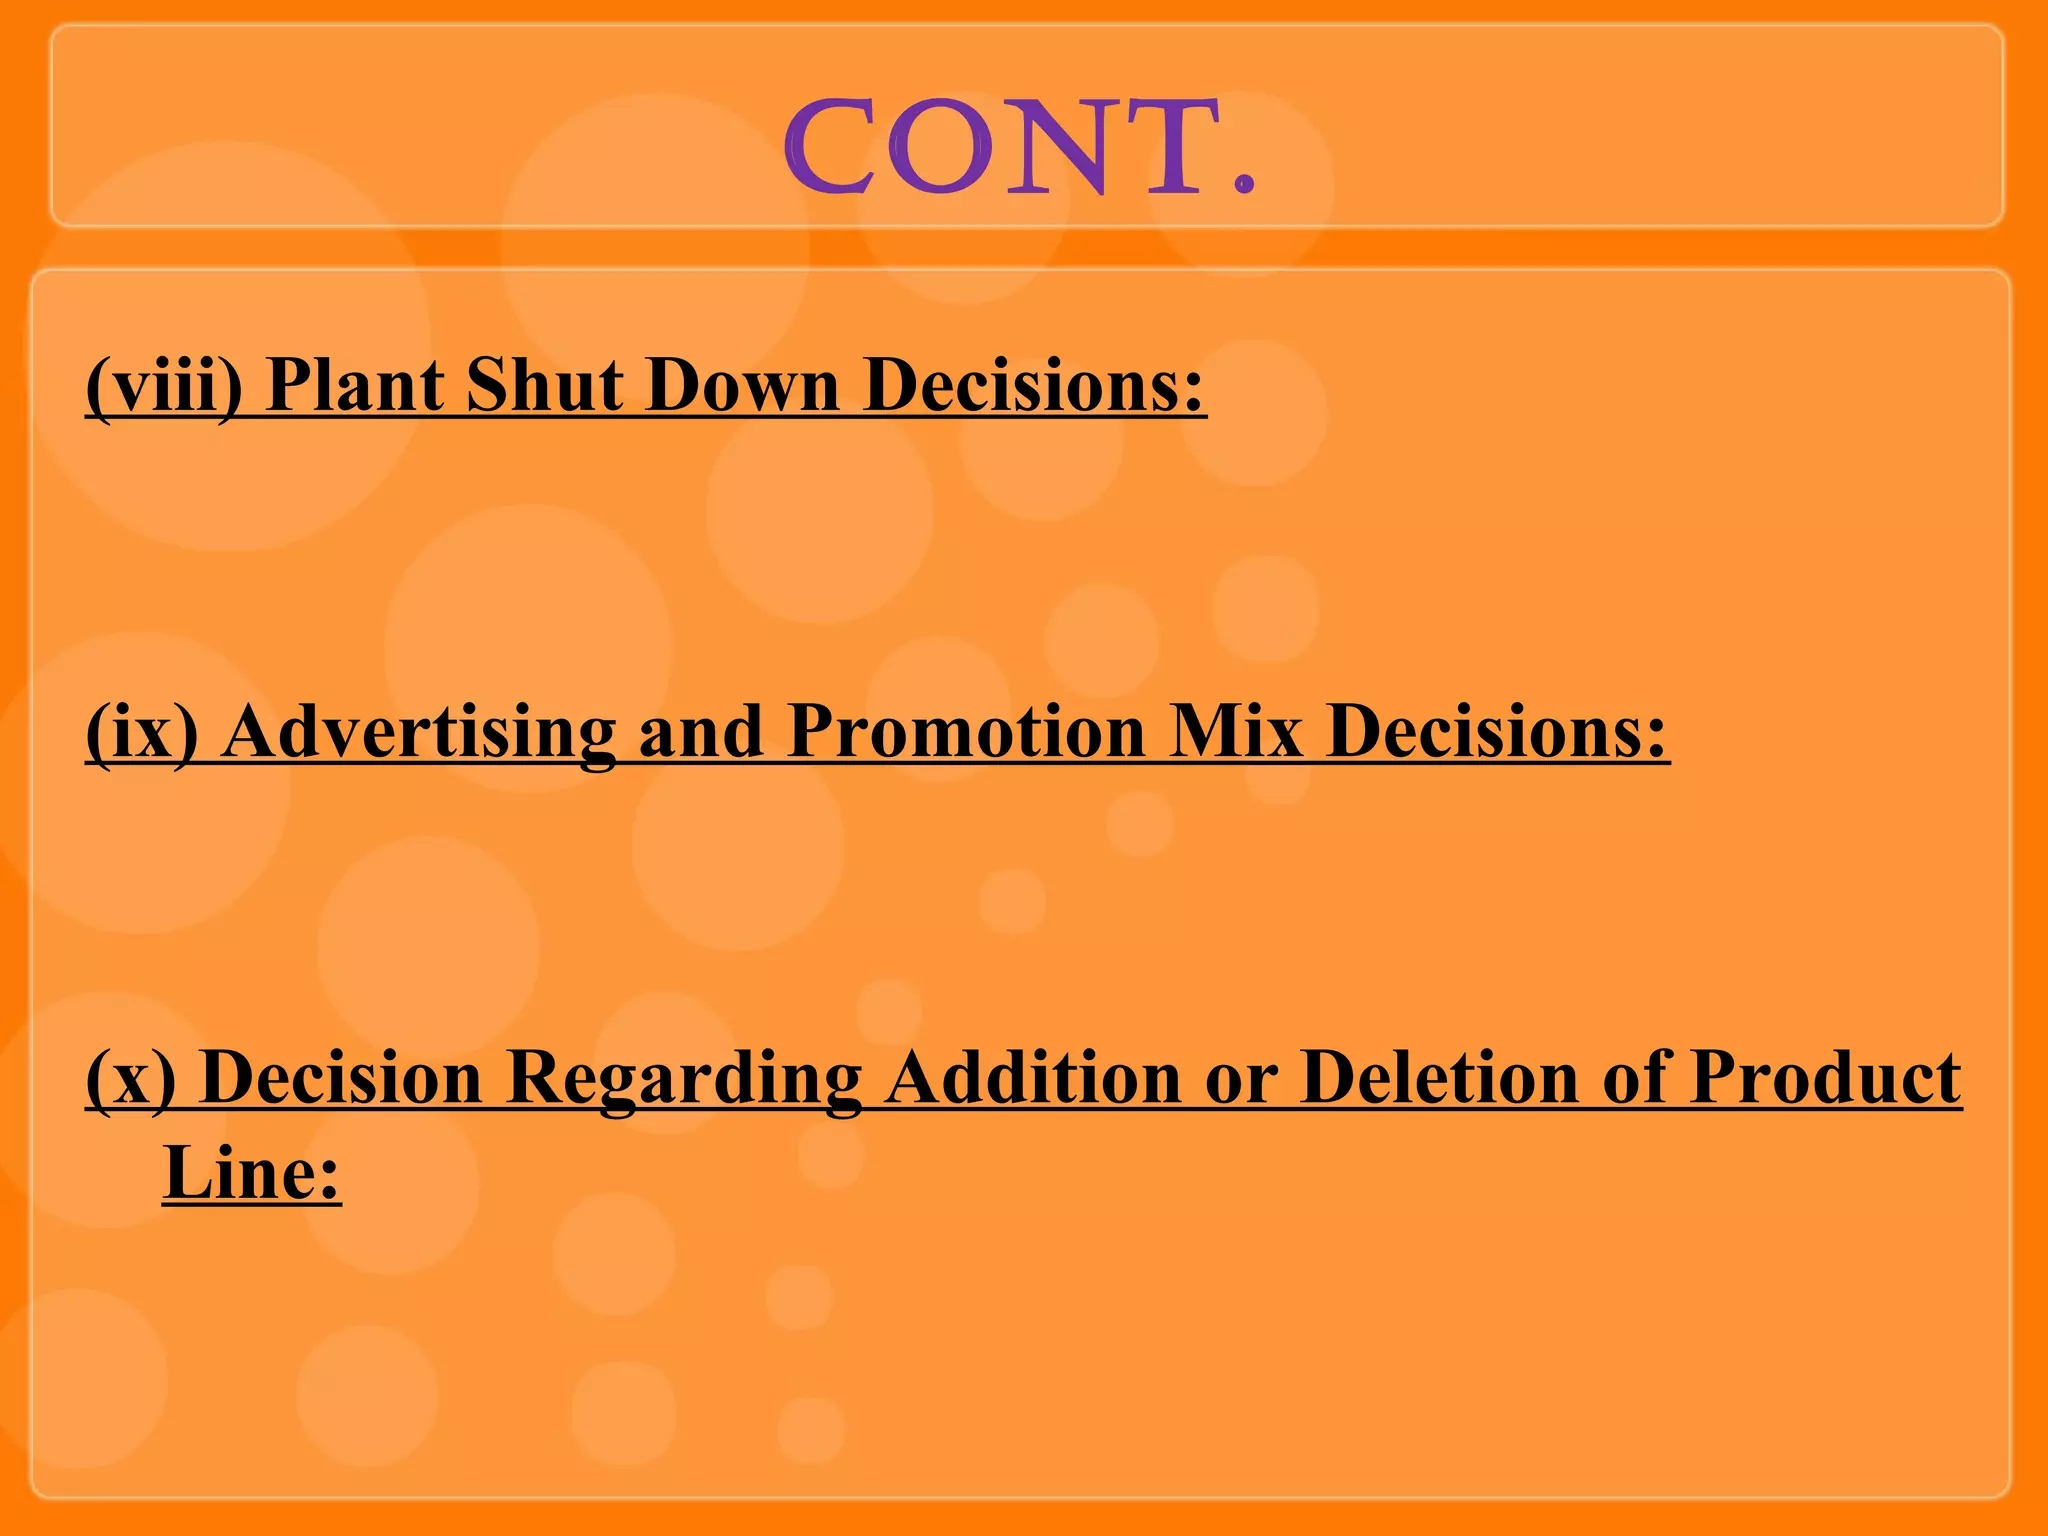 CONT.
(viii) Plant Shut Down Decisions:
(ix) Advertising and Promotion Mix Decisions:
(x) Decision Regarding Addition or Deletion of Product
Line: